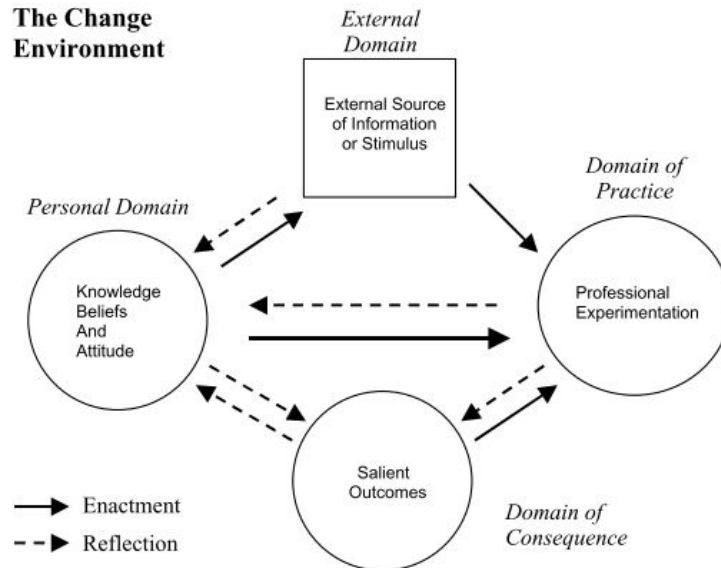 The Change
Environment
External
Domain
External Source
of Information
or Stimulus
Domain of
Practice
Personal Domain
Knowledge
Beliefs
And
Attitude
Professional
Experimentation
Salient
Outcomes
Enactment
Reflection
Domain of
Consequence